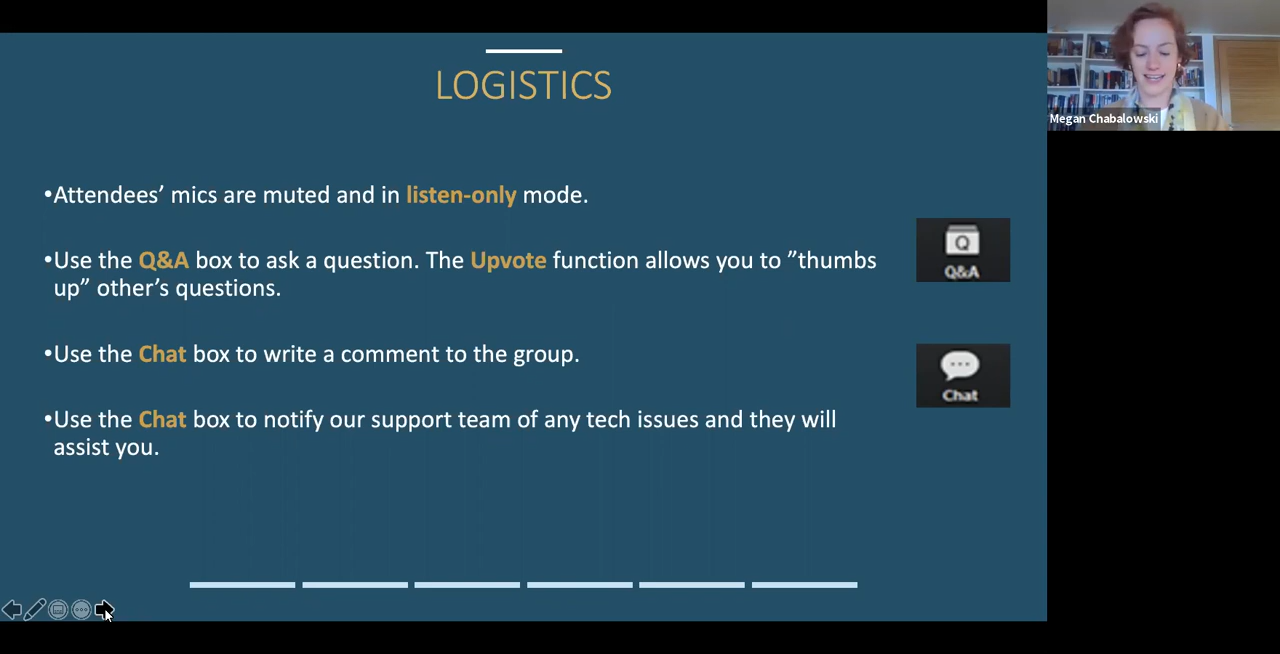 LOGISTICS
•Attendees’ mics are muted and in listen-only mode.
•Use the Q&A box to ask a question. The Upvote function allows you to ”thumbs
up” other’s questions.
•Use the Chat box to write a comment to the group.
•Use the Chat box to notify our support team of any tech issues and they will
assist you.
Q
Q&A
Chat
Megan Chabalowski